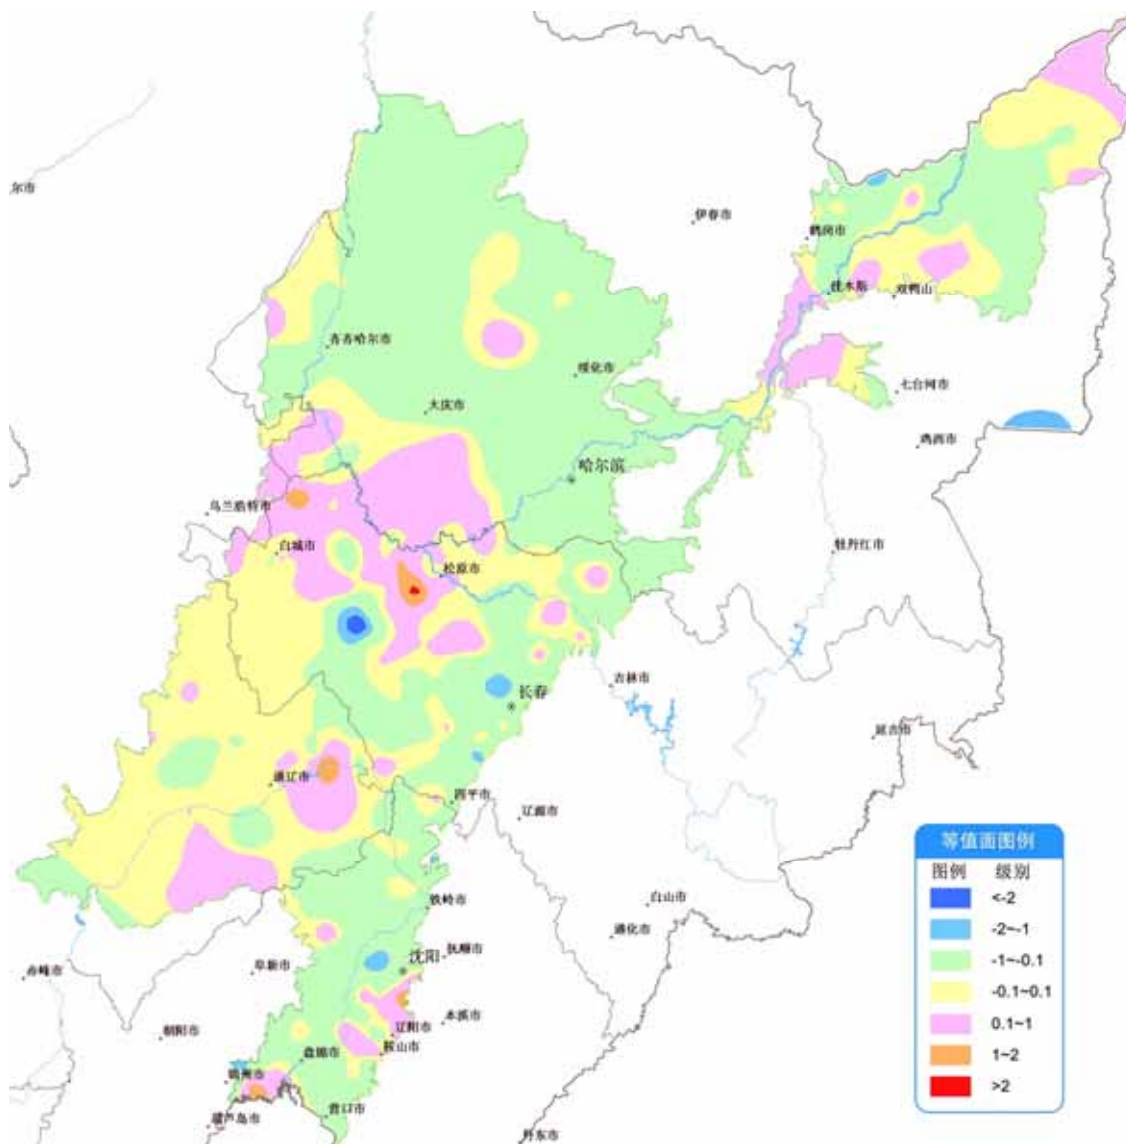 尔市
伊春市
鹤岗市
佳木斯
双鸭山
齐齐哈尔市
绥化市
七台河市
大庆市
鸡西市
哈尔滨
乌兰浩特市
白城市
牡丹江市
松原市
吉林市
长春
延吉市
通辽市
四平市
辽源市
等值面图例
图例 级别
<-2
-2~-1
-1~-0.1
-0.1~0.1
0.1~1
1~2
>2
铁岭市
白山市
通化市
抚顺市
沈阳
阜新市
赤峰市
朝阳市
本溪市
辽阳市
鞍山市
盘锦市
锦州市
葫芦岛市
营口市
丹东市